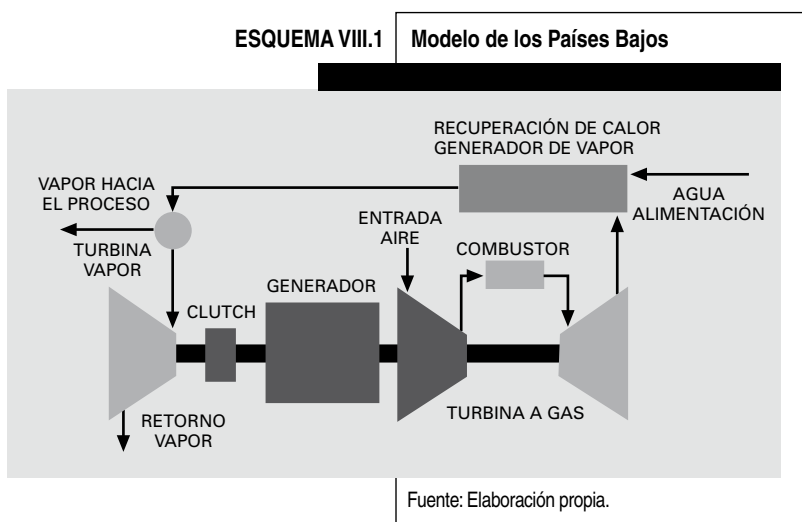 ESQUEMA VIII.1 Modelo de los Países Bajos
RECUPERACIÓN DE CALOR
GENERADOR DE VAPOR
VAPOR HACIA
EL PROCESO
AGUA
ALIMENTACIÓN
ENTRADA
AIRE
TURBINA
VAPOR
COMBUSTOR
GENERADOR
CLUTCH
RETORNO
VAPOR
TURBINA A GAS
Fuente: Elaboración propia.